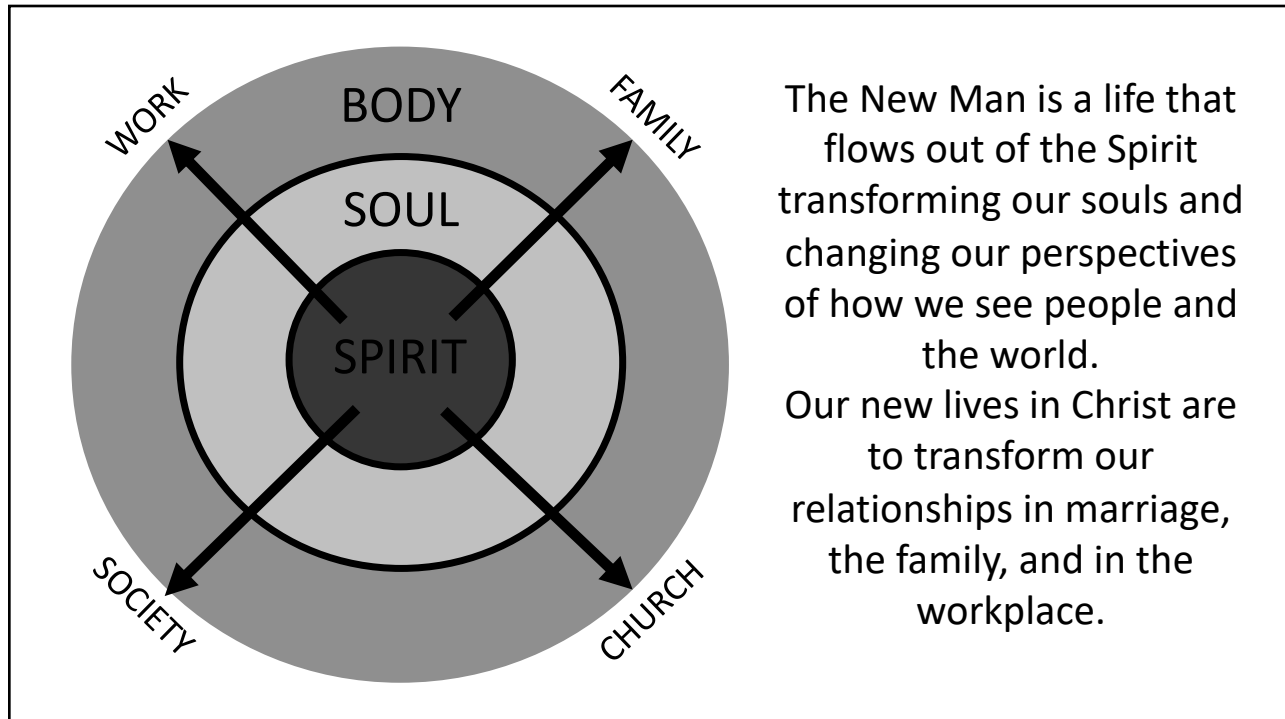 WORK
FAMILY
BODY
SOUL
SPIRIT
SOCIETY
CHURCH
The New Man is a life that
flows out of the Spirit
transforming our souls and
changing our perspectives
of how we see people and
the world.
Our new lives in Christ are
to transform our
relationships in marriage,
the family, and in the
workplace.